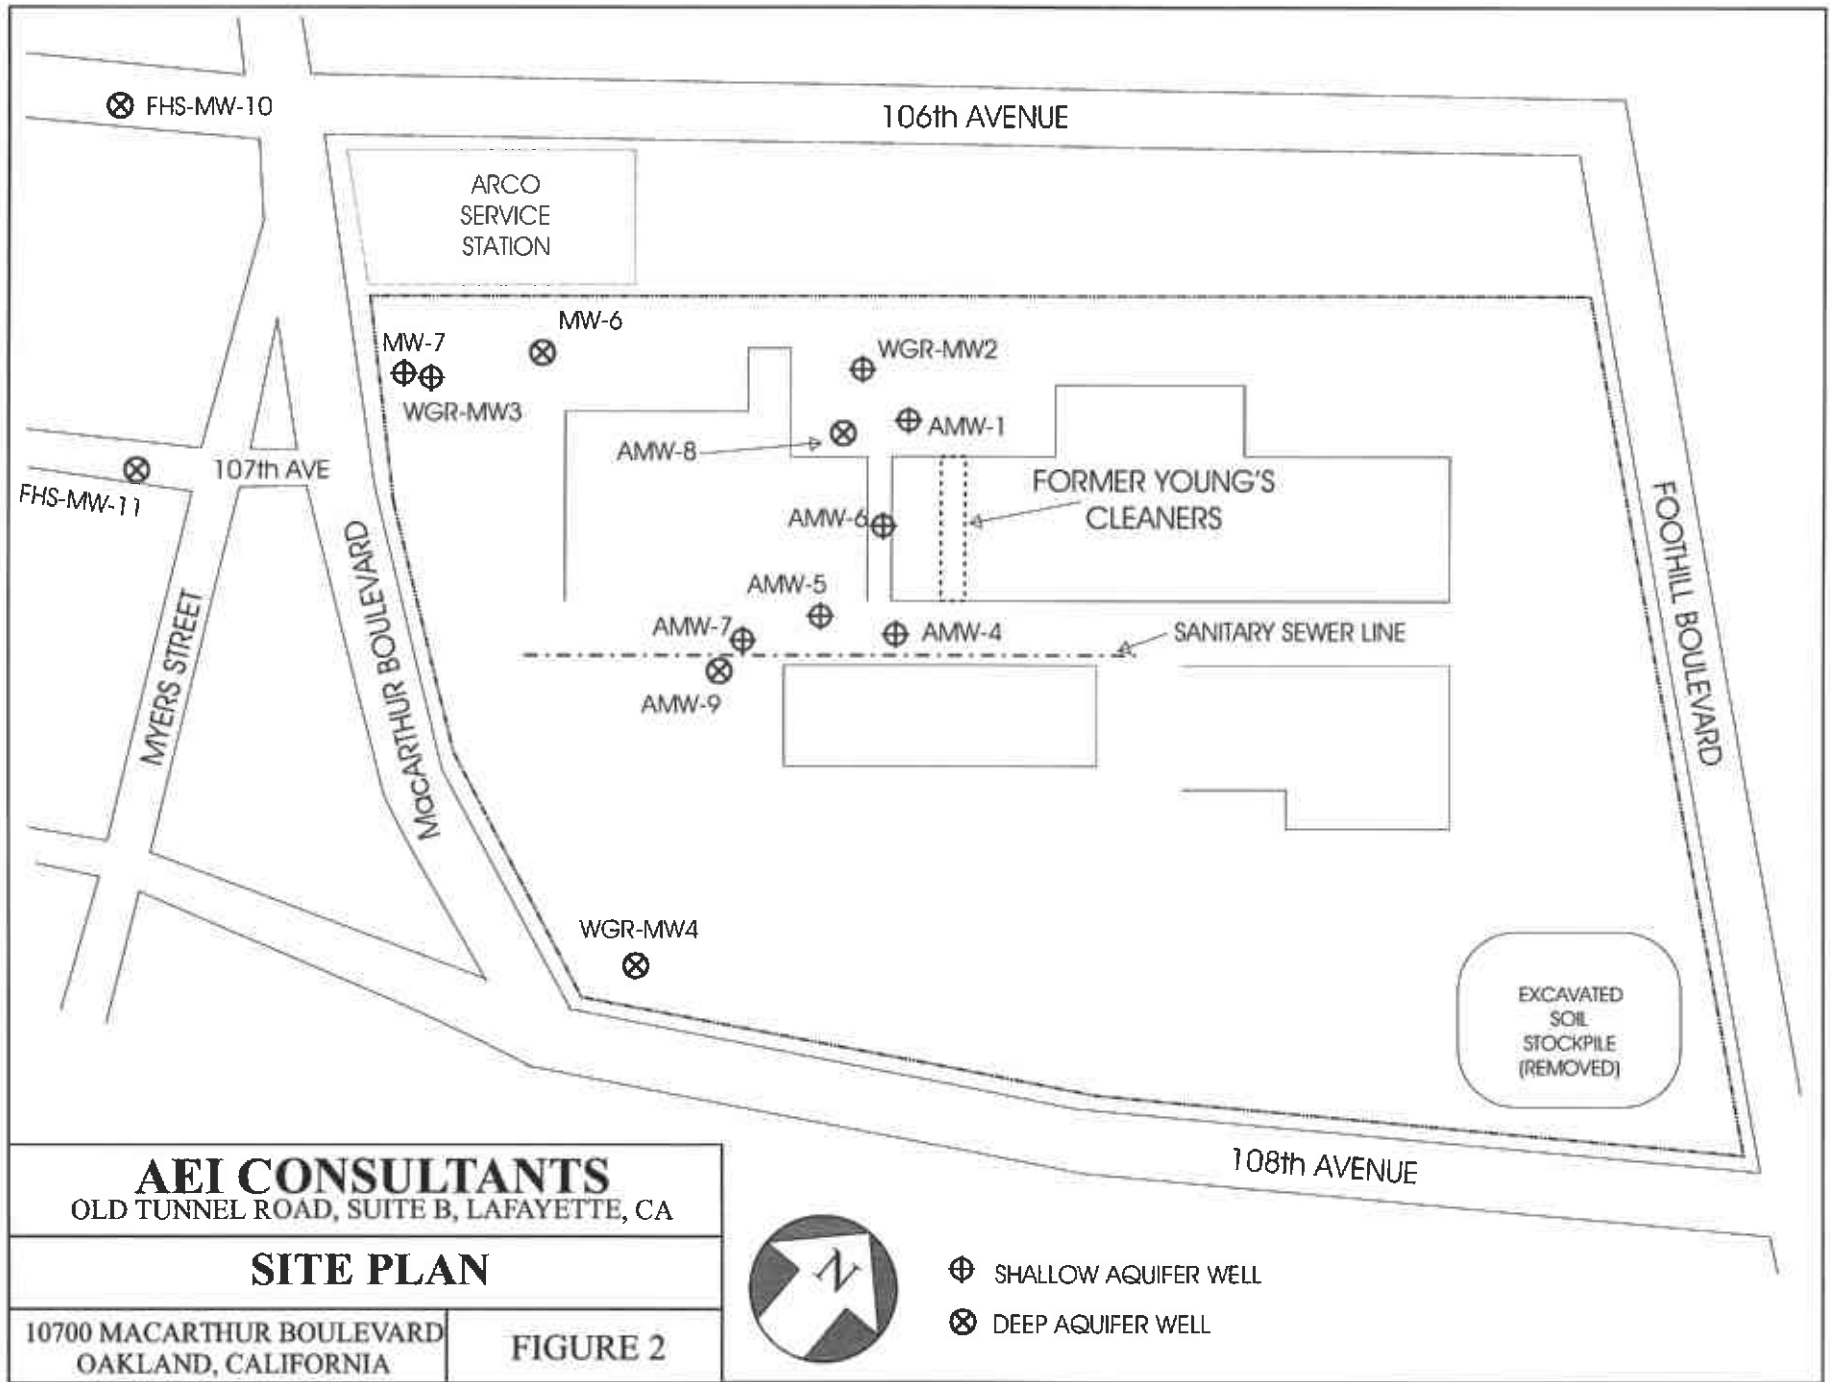 FHS-MW-10
106th AVENUE
ARCO
SERVICE
STATION
MW-6
MW-7
WGR-MW2
WGR-MW3
AMW-1
AMW-8
107th AVE
FORMER YOUNG'S
CLEANERS
FHS-MW-11
AMW-6
FOOTHILL BOULEVARD
MacARTHUR BOULEVARD
AMW-5
MYERS STREET
AMW-7
AMW-4
SANITARY SEWER LINE
AMW-9
WGR-MW4
EXCAVATED
SOIL
STOCKPILE
(REMOVED)
108th AVENUE
AEI CONSULTANTS
OLD TUNNEL ROAD, SUITE B, LAFAYETTE, CA
SITE PLAN
10700 MACARTHUR BOULEVARD
OAKLAND, CALIFORNIA
FIGURE 2
N
SHALLOW AQUIFER WELL
DEEP AQUIFER WELL